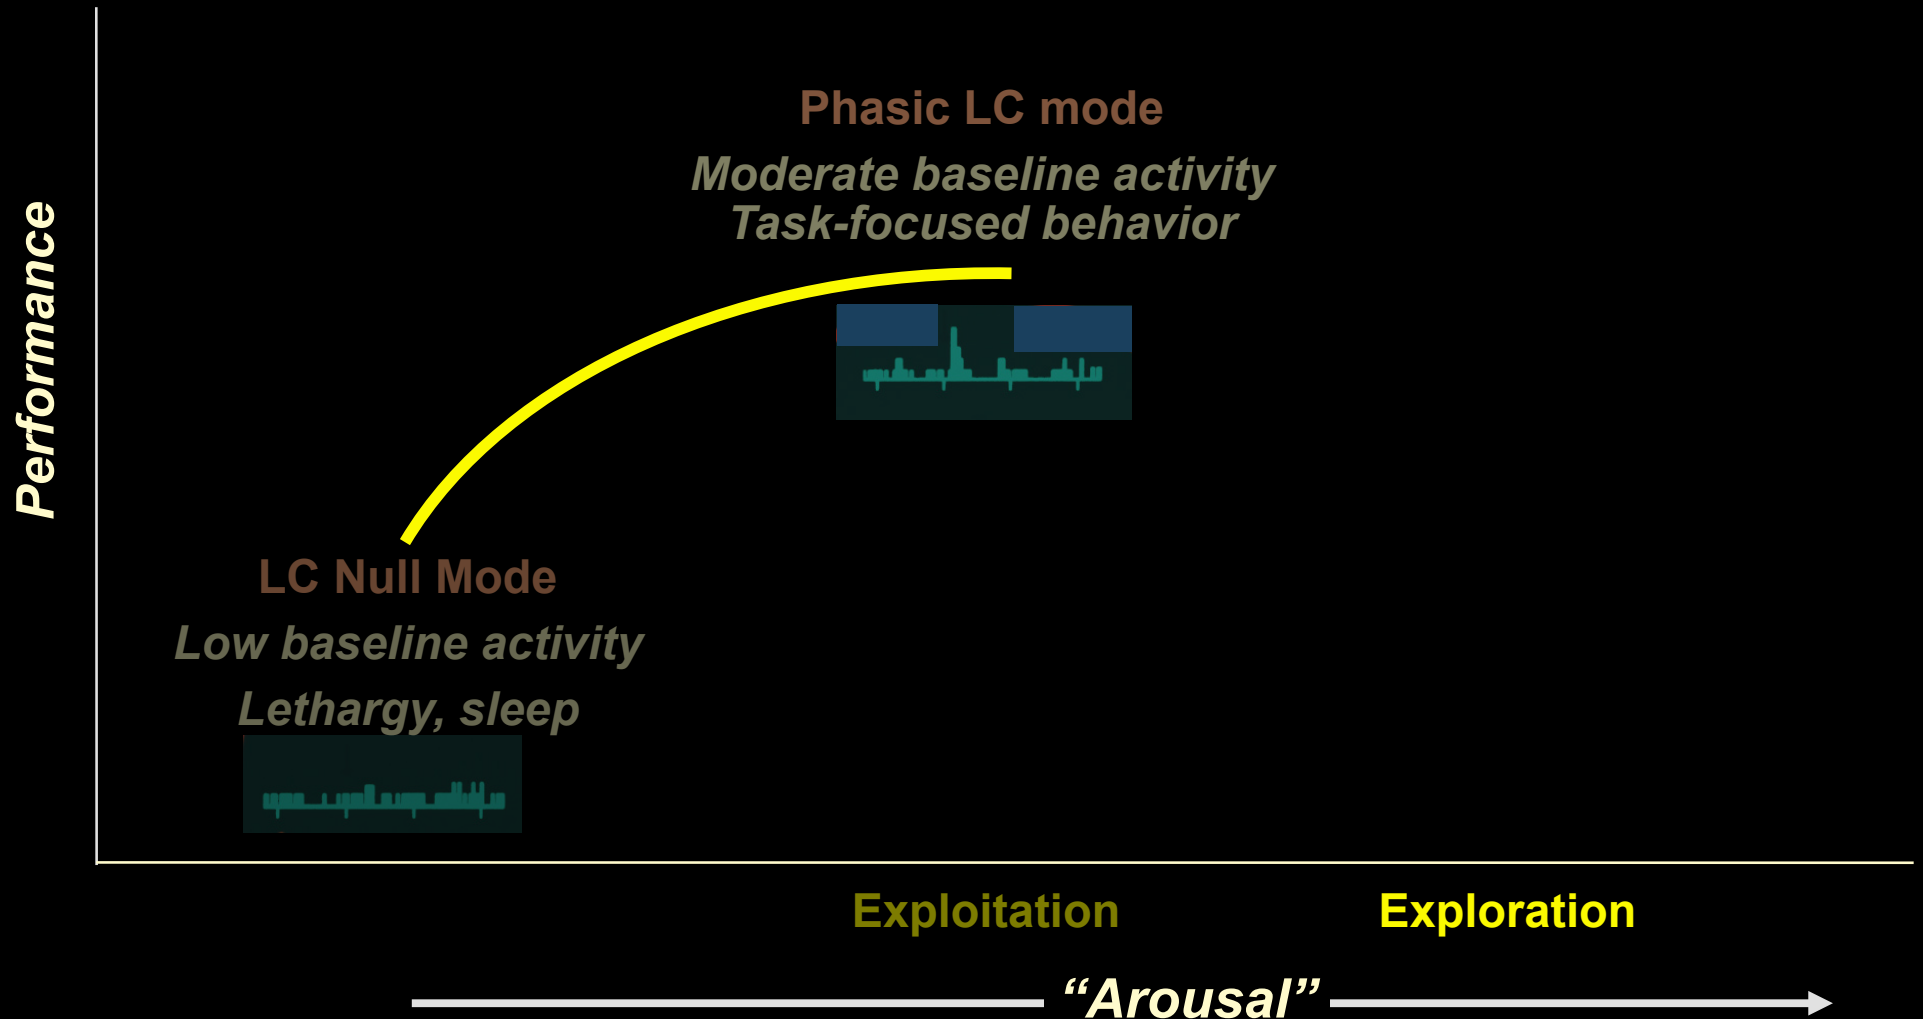 Phasic LC mode
Moderate baseline activity
Task-focused behavior
Performance
LC Null Mode
Low baseline activity
Lethargy, sleep
Exploitation
Exploration
“Arousal”